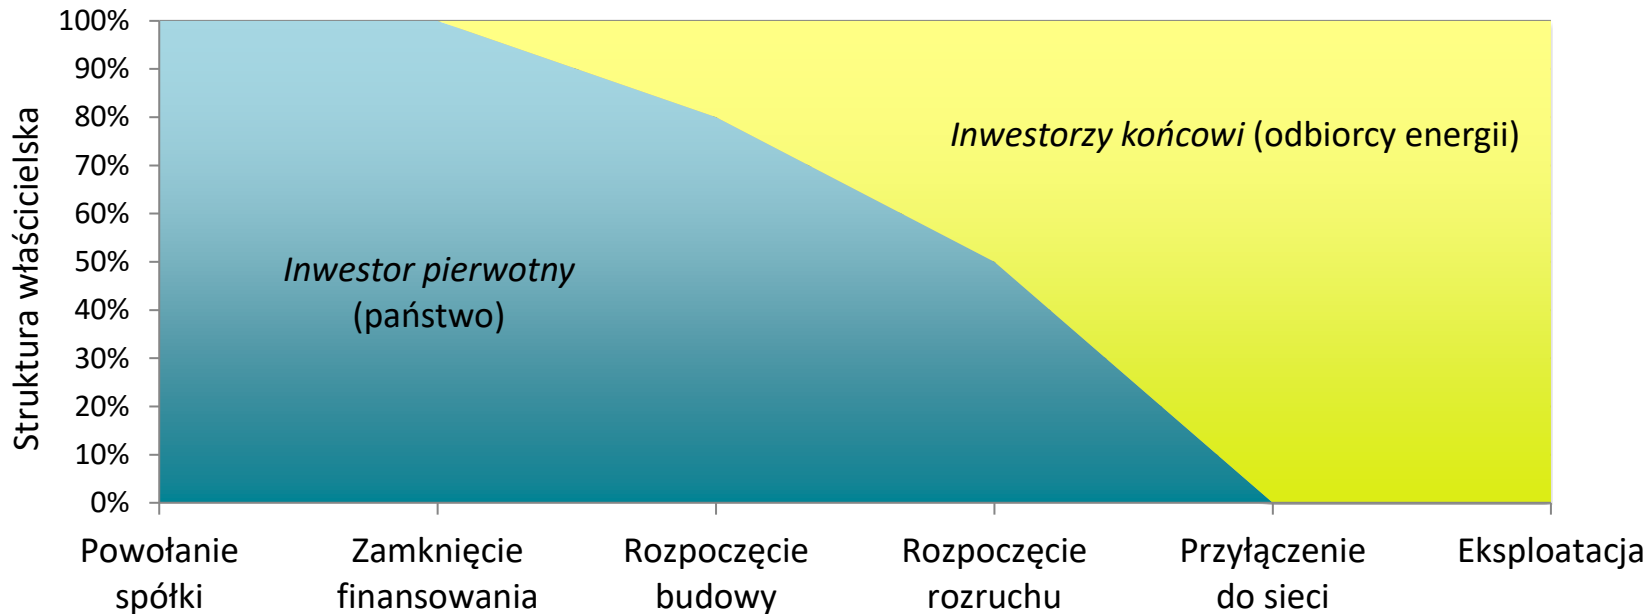 Struktura właścicielska
100%
90%
80%
70%
60%
50%
40%
30%
20%
10%
0%
Inwestorzy końcowi (odbiorcy energii)
Inwestor pierwotny
(państwo)
Powołanie
spółki
Zamknięcie
finansowania
Rozpoczęcie
budowy
Rozpoczęcie
rozruchu
Przyłączenie
do sieci
Eksploatacja